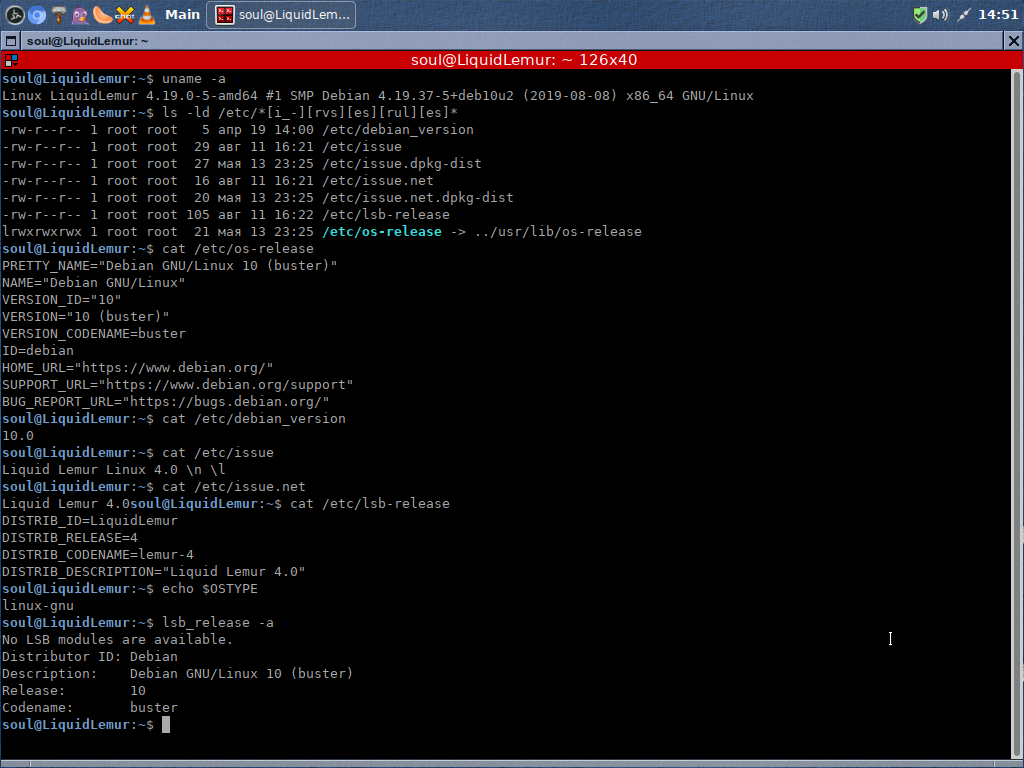 Main soul@LiquidLem... 14:51
soul@LiquidLemur: ~
soul@LiquidLemur: ~ 126x40
soul@LiquidLemur:~$ uname -a
Linux LiquidLemur 4.19.0-5-amd64 #1 SMP Debian 4.19.37-5+deb10u2 (2019-08-08) x86_64 GNU/Linux
soul@LiquidLemur:~$ ls -ld /etc/*[i_-][rvs][es][rul][es]*
-rw-r--r-- 1 root root   5 апр 19 14:00 /etc/debian_version
-rw-r--r-- 1 root root  29 авг 11 16:21 /etc/issue
-rw-r--r-- 1 root root  27 мая 13 23:25 /etc/issue.dpkg-dist
-rw-r--r-- 1 root root  16 авг 11 16:21 /etc/issue.net
-rw-r--r-- 1 root root  20 мая 13 23:25 /etc/issue.net.dpkg-dist
-rw-r--r-- 1 root root 105 авг 11 16:22 /etc/lsb-release
lrwxrwxrwx 1 root root  21 мая 13 23:25 /etc/os-release -> ../usr/lib/os-release
soul@LiquidLemur:~$ cat /etc/os-release
PRETTY_NAME="Debian GNU/Linux 10 (buster)"
NAME="Debian GNU/Linux"
VERSION_ID="10"
VERSION="10 (buster)"
VERSION_CODENAME=buster
ID=debian
HOME_URL="https://www.debian.org/"
SUPPORT_URL="https://www.debian.org/support"
BUG_REPORT_URL="https://bugs.debian.org/"
soul@LiquidLemur:~$ cat /etc/debian_version
10.0
soul@LiquidLemur:~$ cat /etc/issue
Liquid Lemur Linux 4.0 \n \l
soul@LiquidLemur:~$ cat /etc/issue.net
Liquid Lemur 4.0soul@LiquidLemur:~$ cat /etc/lsb-release
DISTRIB_ID=LiquidLemur
DISTRIB_RELEASE=4
DISTRIB_CODENAME=lemur-4
DISTRIB_DESCRIPTION="Liquid Lemur 4.0"
soul@LiquidLemur:~$ echo $OSTYPE
linux-gnu
soul@LiquidLemur:~$ lsb_release -a
No LSB modules are available.
Distributor ID: Debian
Description:    Debian GNU/Linux 10 (buster)
Release:        10
Codename:       buster
soul@LiquidLemur:~$